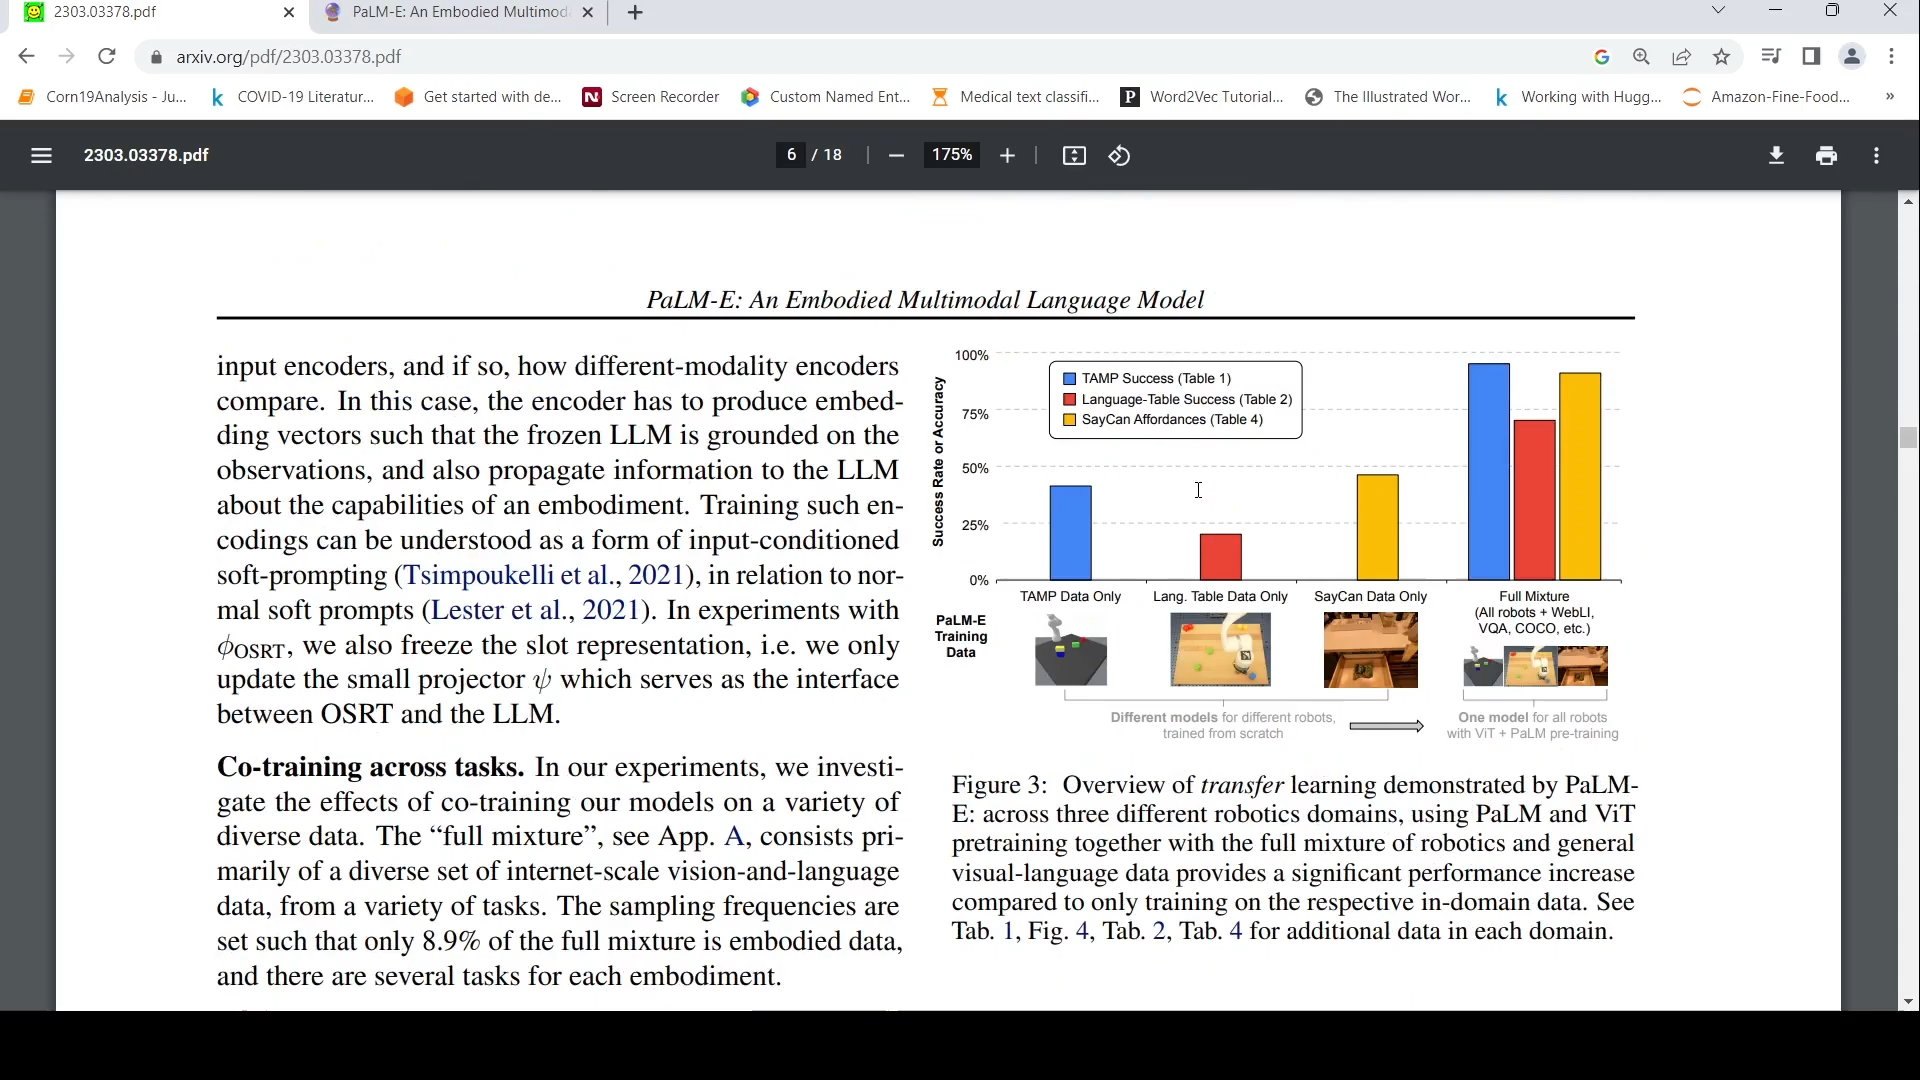 2303.03378.pdf
PaLM-E: An Embodied Multimod
arxiv.org/pdf/2303.03378.pdf
Corn19Analysis - Ju...
COVID-19 Literatur...
Get started with de...
Screen Recorder
Custom Named Ent...
Medical text classifi...
Word2Vec Tutorial...
The Illustrated Wor...
Working with Hugg...
Amazon-Fine-Food...
»
2303.03378.pdf
6 / 18
175%
PaLM-E: An Embodied Multimodal Language Model
input encoders, and if so, how different-modality encoders
compare. In this case, the encoder has to produce embed-
ding vectors such that the frozen LLM is grounded on the
observations, and also propagate information to the LLM
about the capabilities of an embodiment. Training such en-
codings can be understood as a form of input-conditioned
soft-prompting (Tsimpoukelli et al., 2021), in relation to nor-
mal soft prompts (Lester et al., 2021). In experiments with
ϕOSRT, we also freeze the slot representation, i.e. we only
update the small projector ψ which serves as the interface
between OSRT and the LLM.
Co-training across tasks. In our experiments, we investi-
gate the effects of co-training our models on a variety of
diverse data. The “full mixture”, see App. A, consists pri-
marily of a diverse set of internet-scale vision-and-language
data, from a variety of tasks. The sampling frequencies are
set such that only 8.9% of the full mixture is embodied data,
and there are several tasks for each embodiment.
Success Rate or Accuracy
100%
75%
50%
25%
0%
TAMP Success (Table 1)
Language-Table Success (Table 2)
SayCan Affordances (Table 4)
TAMP Data Only
Lang. Table Data Only
SayCan Data Only
Full Mixture
(All robots + WebLI,
VQA, COCO, etc.)
PaLM-E
Training
Data
Different models for different robots,
trained from scratch
One model for all robots
with ViT + PaLM pre-training
Figure 3: Overview of transfer learning demonstrated by PaLM-
E: across three different robotics domains, using PaLM and ViT
pretraining together with the full mixture of robotics and general
visual-language data provides a significant performance increase
compared to only training on the respective in-domain data. See
Tab. 1, Fig. 4, Tab. 2, Tab. 4 for additional data in each domain.